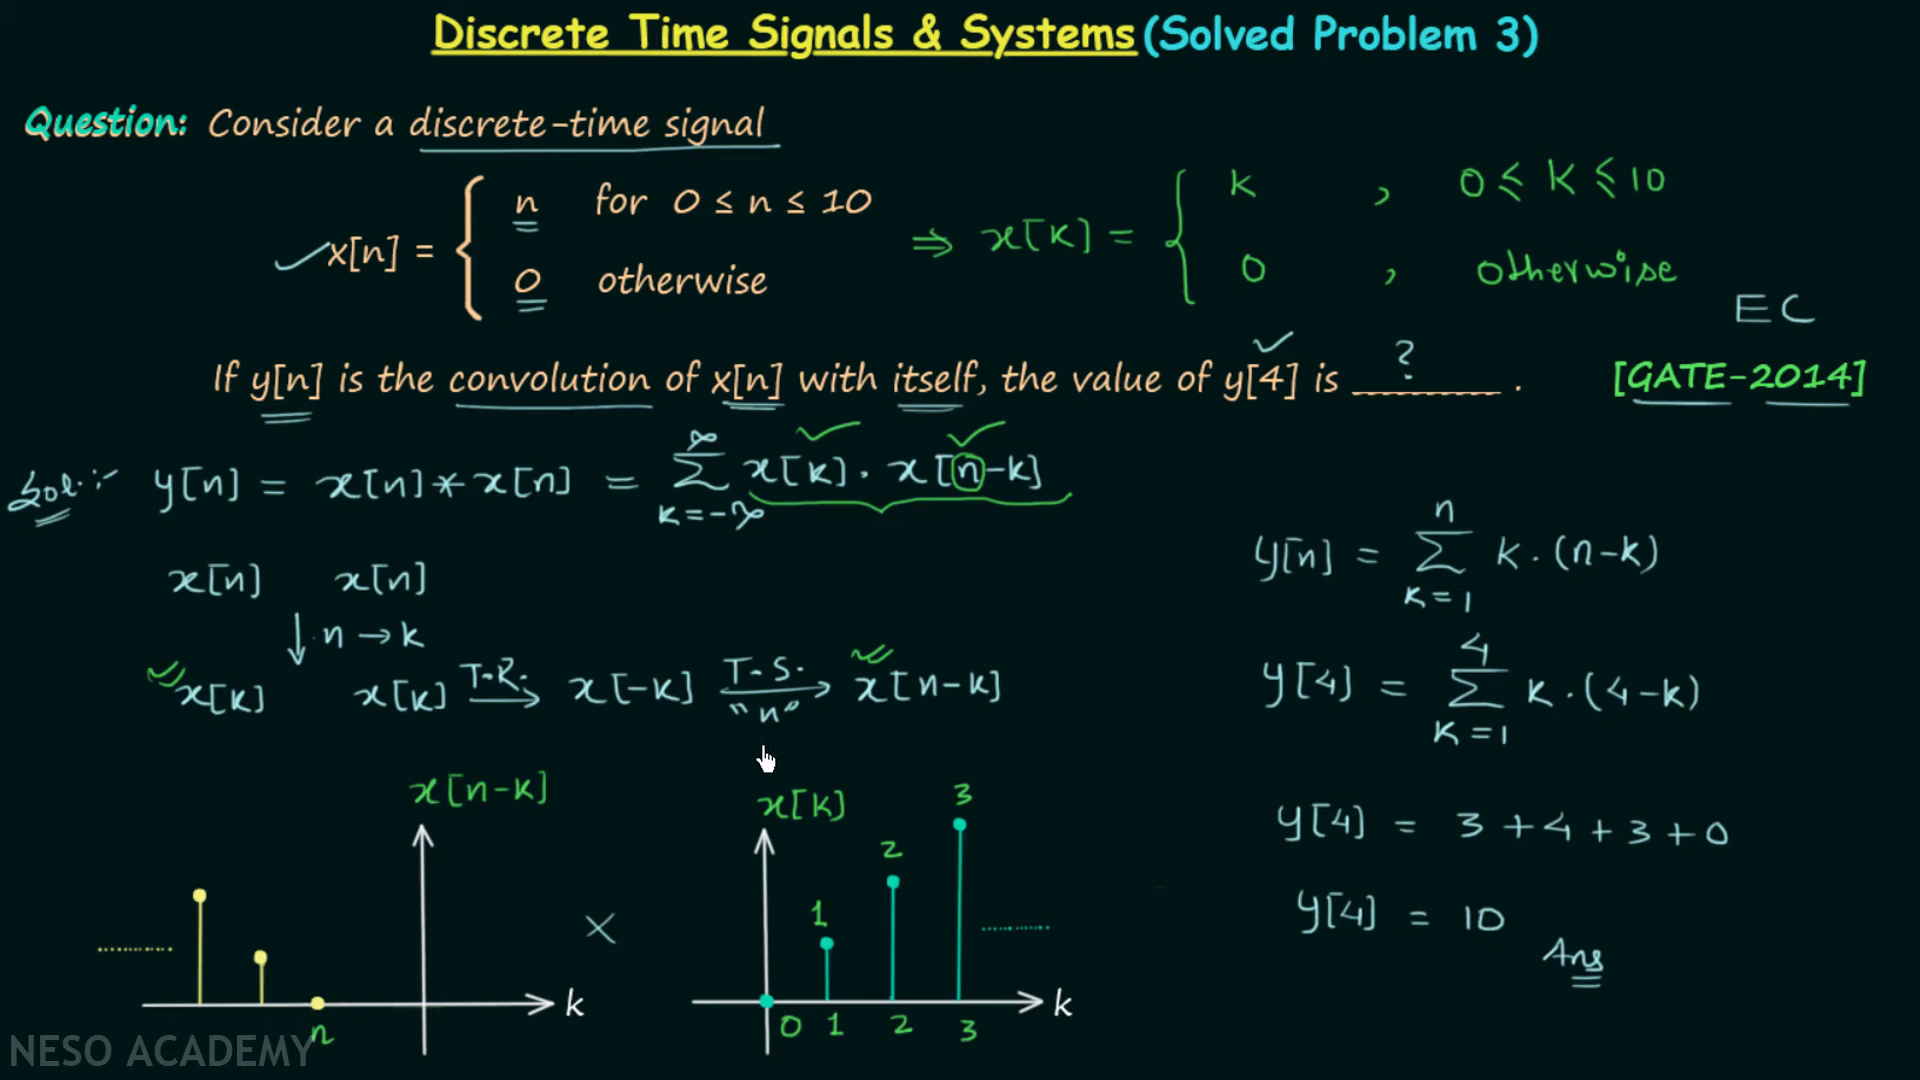 Discrete Time Signals & Systems (Solved Problem 3)
Question: Consider a discrete-time signal
x[n] = { n for 0 ≤ n ≤ 10
0 otherwise
⇒ x[k] = { k , 0 ≤ k ≤ 10
0 , otherwise
EC
If y[n] is the convolution of x[n] with itself, the value of y[4] is ______ . [GATE-2014]
?
Sol:- y[n] = x[n] * x[n] = ∞ Σ k=-∞ x[k] . x[n-k]
x[n] x[n]
↓ n → k
x[k] x[k] T.R. → x[-k] T.S. "n" → x[n-k]
x[n-k]
k
n
×
x[k]
1 2 3
0 1 2 3
k
y[n] = n Σ k=1 k . (n-k)
y[4] = 4 Σ k=1 k . (4-k)
y[4] = 3 + 4 + 3 + 0
y[4] = 10
Ans
NESO ACADEMY